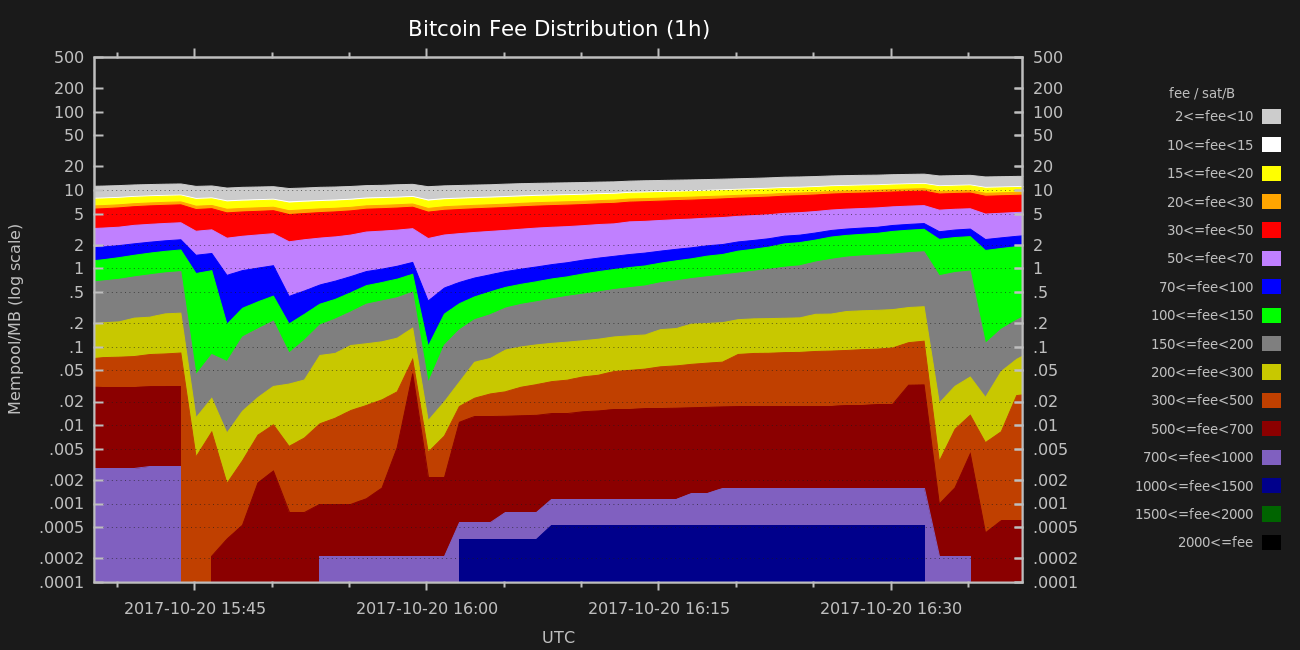 Bitcoin Fee Distribution (1h)
500 500
200 200
100 100
50 50
20 20
10 10
5 5
2 2
1 1
.5 .5
.2 .2
.1 .1
.05 .05
.02 .02
.01 .01
.005 .005
.002 .002
.001 .001
.0005 .0005
.0002 .0002
.0001 .0001
Mempool/MB (log scale)
2017-10-20 15:45 2017-10-20 16:00 2017-10-20 16:15 2017-10-20 16:30
UTC
fee / sat/B
2<=fee<10
10<=fee<15
15<=fee<20
20<=fee<30
30<=fee<50
50<=fee<70
70<=fee<100
100<=fee<150
150<=fee<200
200<=fee<300
300<=fee<500
500<=fee<700
700<=fee<1000
1000<=fee<1500
1500<=fee<2000
2000<=fee